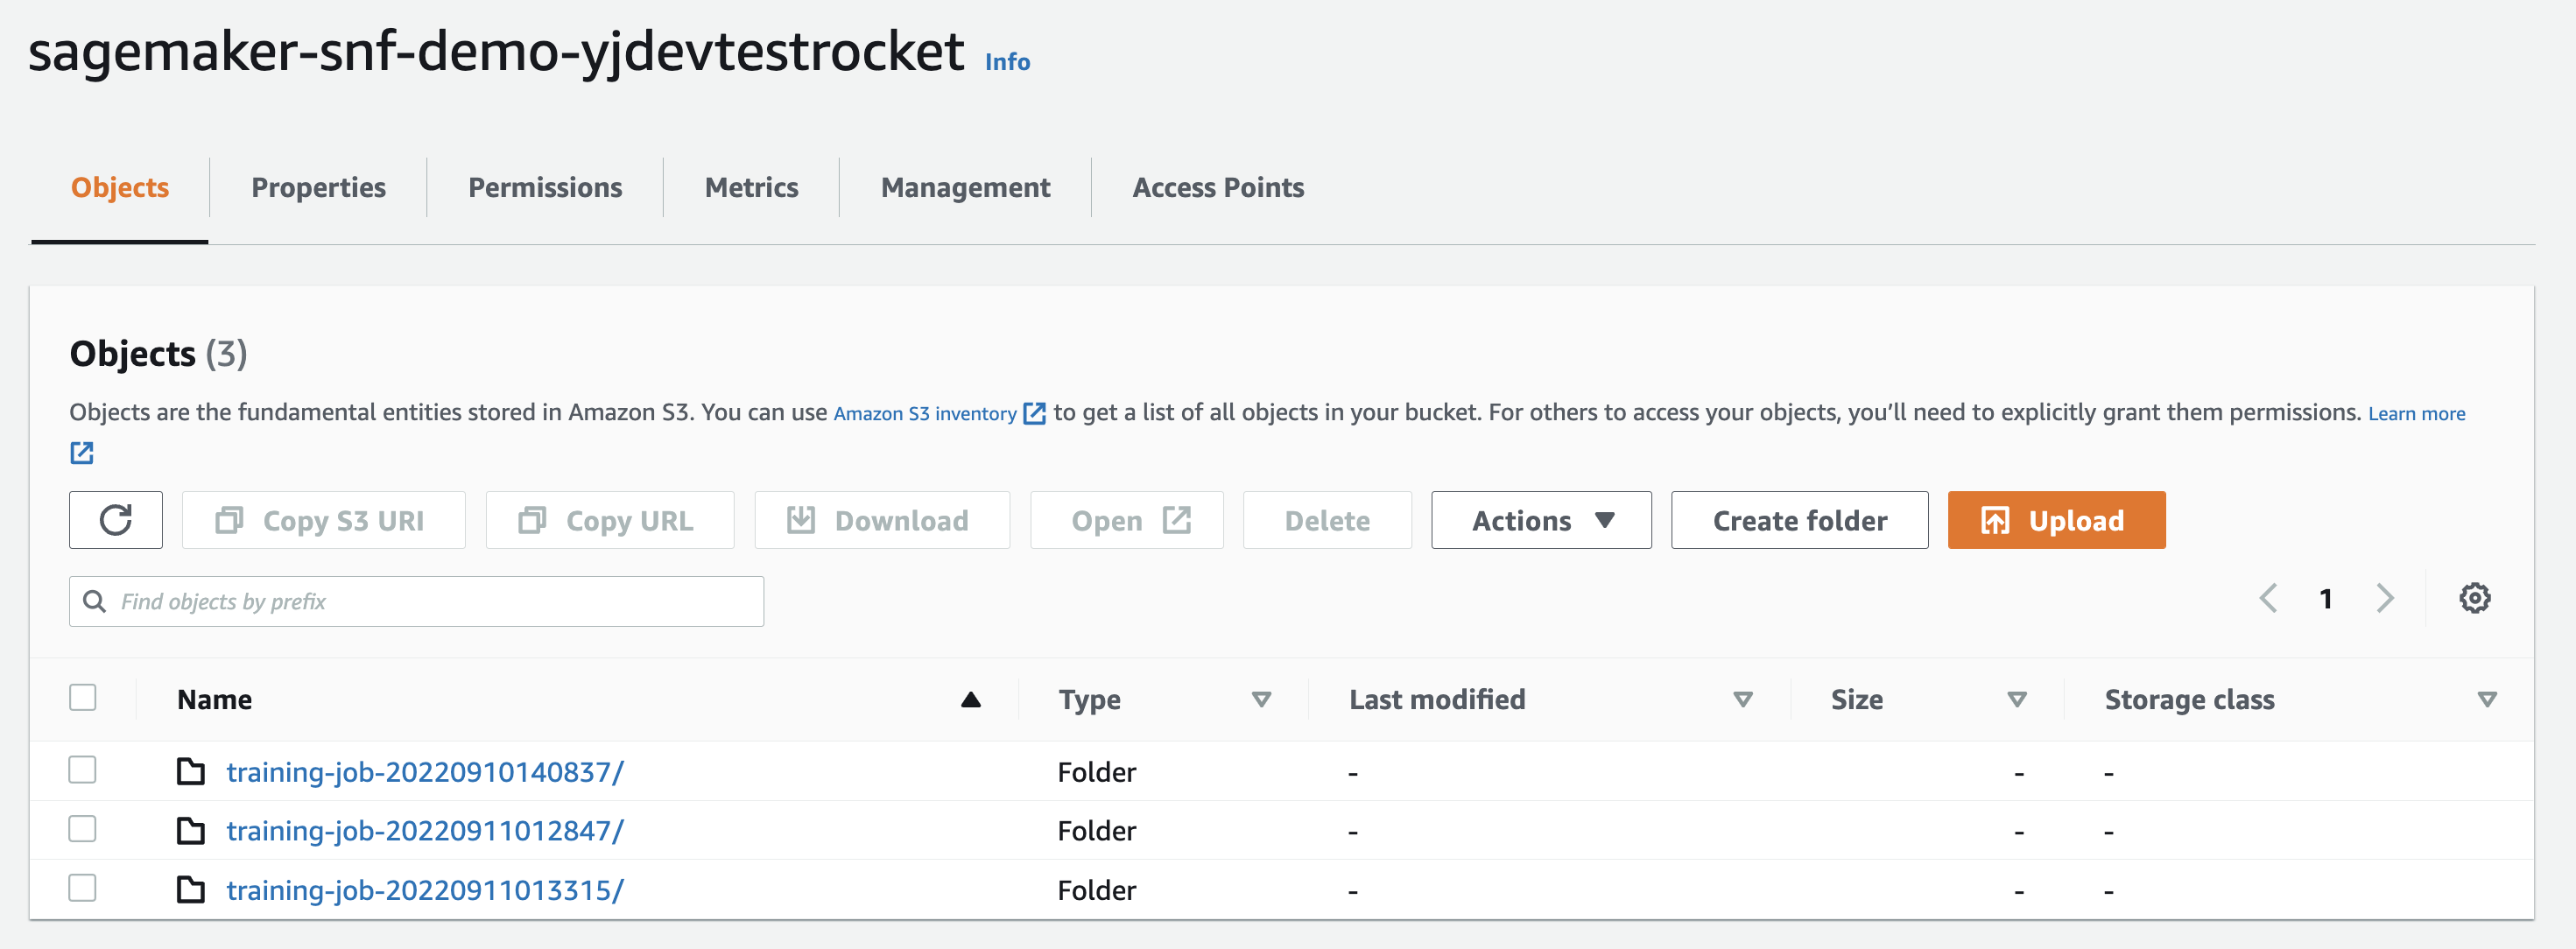 sagemaker-snf-demo-yjdevtestrocket Info
Objects Properties Permissions Metrics Management Access Points
Objects (3)
Objects are the fundamental entities stored in Amazon S3. You can use Amazon S3 inventory to get a list of all objects in your bucket. For others to access your objects, you’ll need to explicitly grant them permissions. Learn more
Copy S3 URI Copy URL Download Open Delete Actions Create folder Upload
Find objects by prefix 1
Name Type Last modified Size Storage class
training-job-20220910140837/ Folder - - -
training-job-20220911012847/ Folder - - -
training-job-20220911013315/ Folder - - -